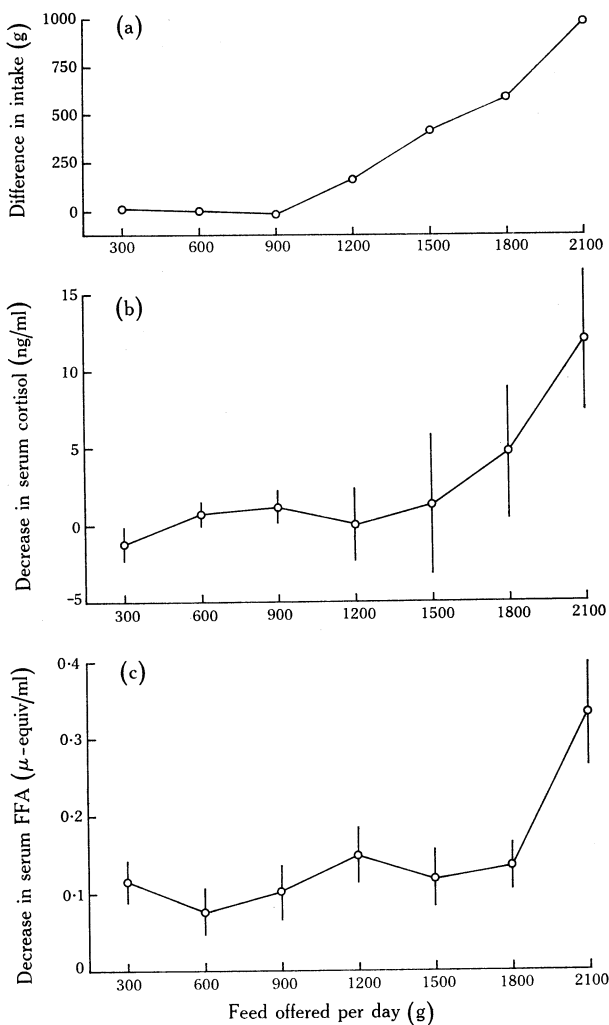 (a)
Difference in intake (g)
1000
750
500
250
0
300 600 900 1200 1500 1800 2100
(b)
Decrease in serum cortisol (ng/ml)
15
10
5
0
-5
300 600 900 1200 1500 1800 2100
(c)
Decrease in serum FFA (μ-equiv/ml)
0·4
0·3
0·2
0·1
0
300 600 900 1200 1500 1800 2100
Feed offered per day (g)